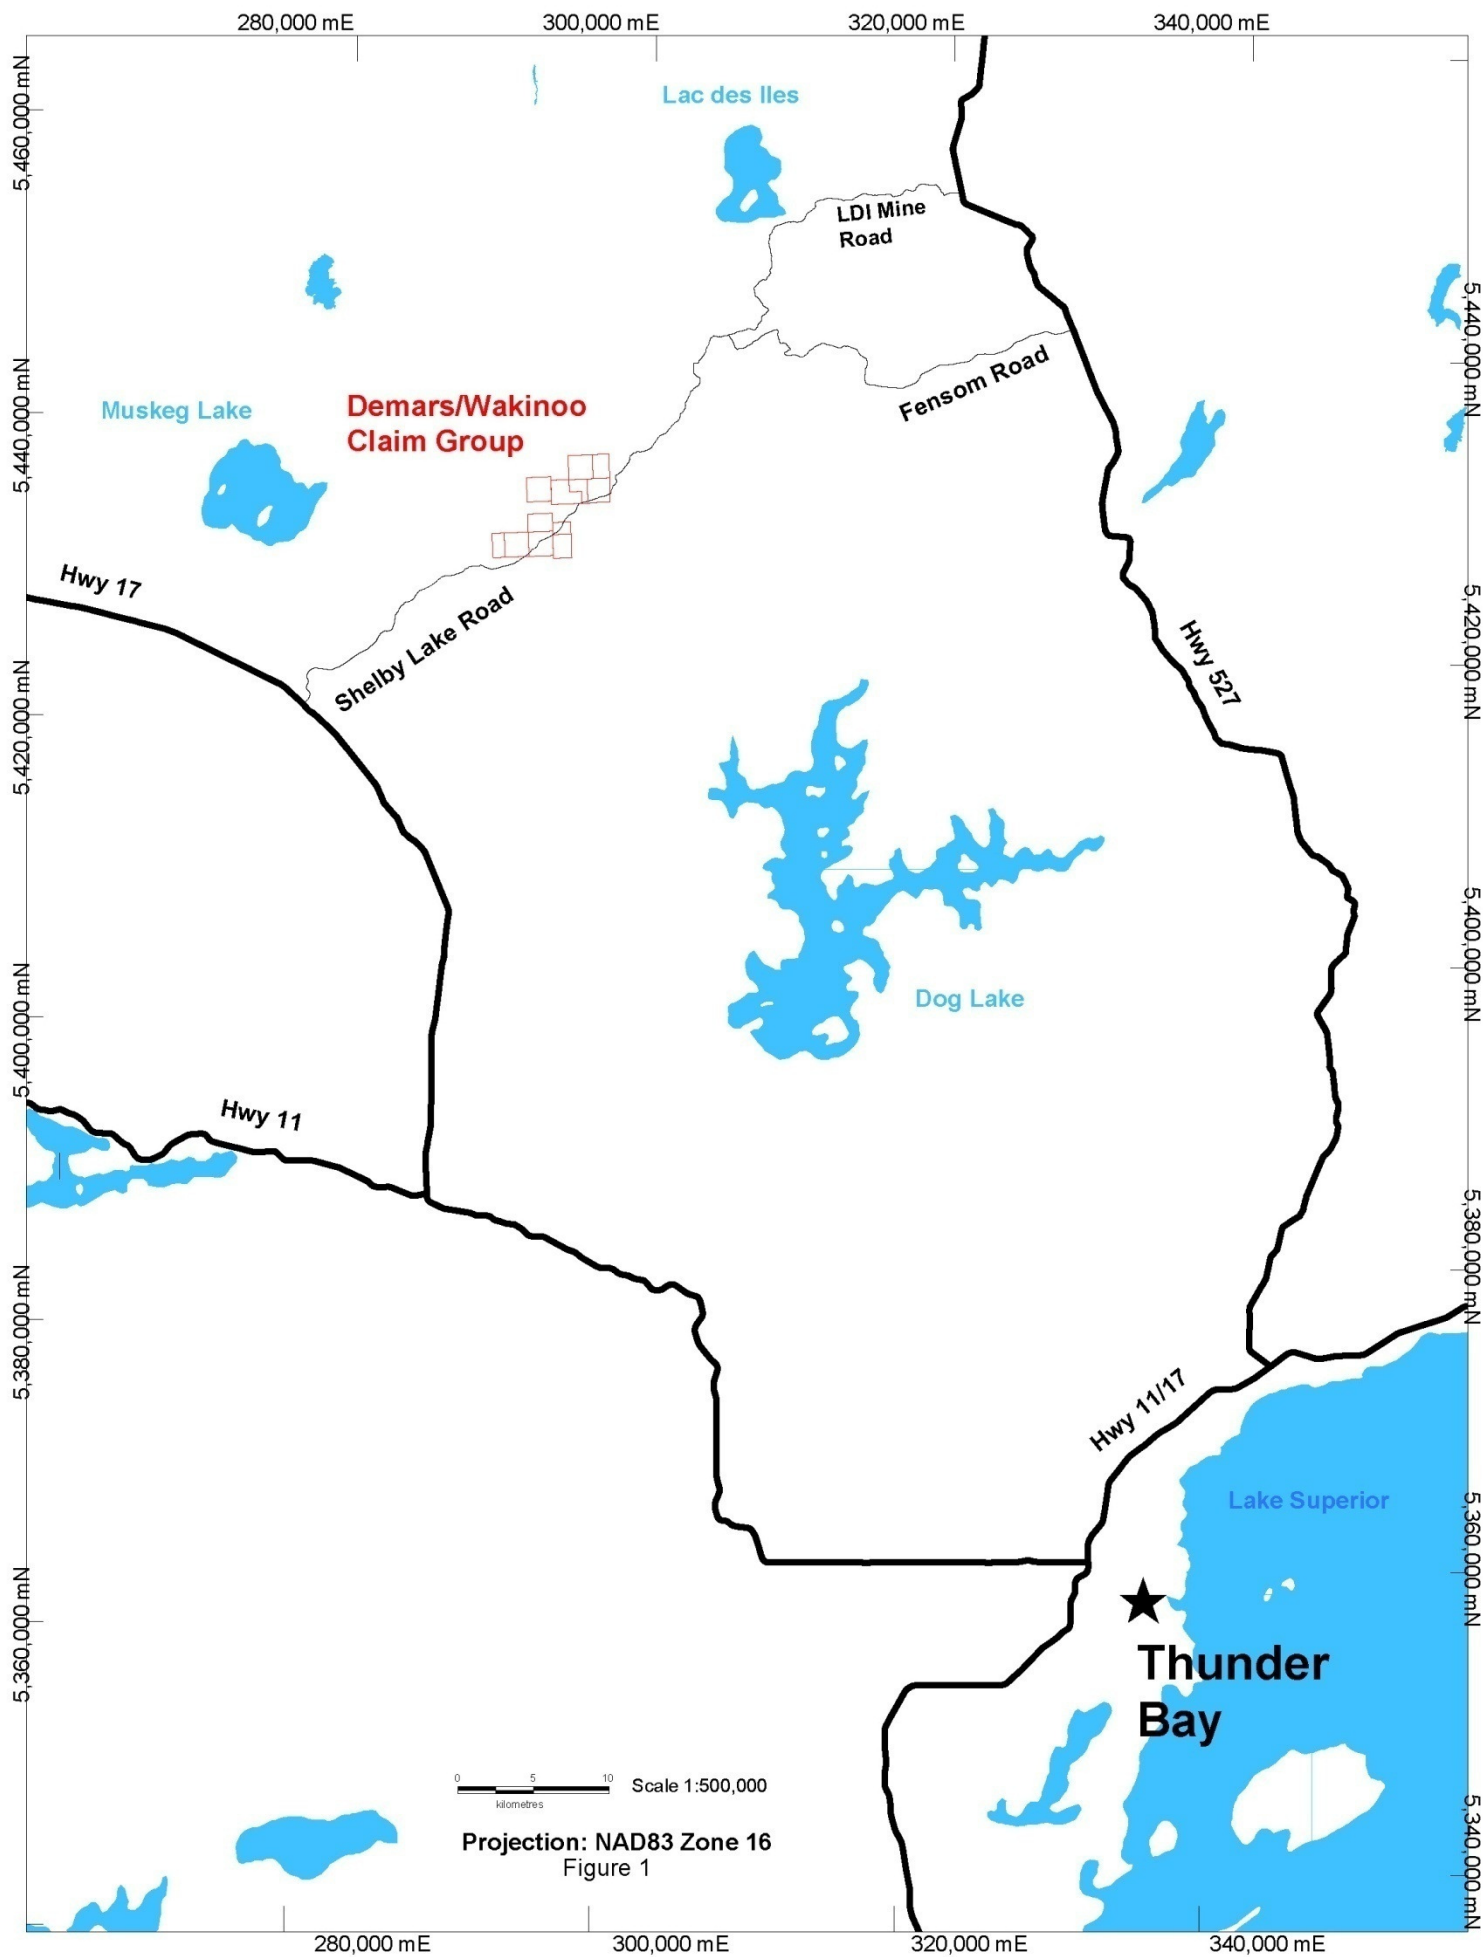 280,000 mE
300,000 mE
320,000 mE
340,000 mE
5,460,000 mN
Lac des Iles
LDI Mine
Road
5,440,000 mN
Fensom Road
Demars/Wakinoo
Claim Group
Muskeg Lake
5,440,000 mN
Hwy 17
Shelby Lake Road
Hwy 527
5,420,000 mN
5,420,000 mN
5,400,000 mN
Dog Lake
5,400,000 mN
Hwy 11
5,380,000 mN
5,380,000 mN
Hwy 11/17
Lake Superior
5,360,000 mN
5,360,000 mN
Thunder
Bay
0 5 10
kilometres
Scale 1:500,000
5,340,000 mN
Projection: NAD83 Zone 16
Figure 1
280,000 mE
300,000 mE
320,000 mE
340,000 mE